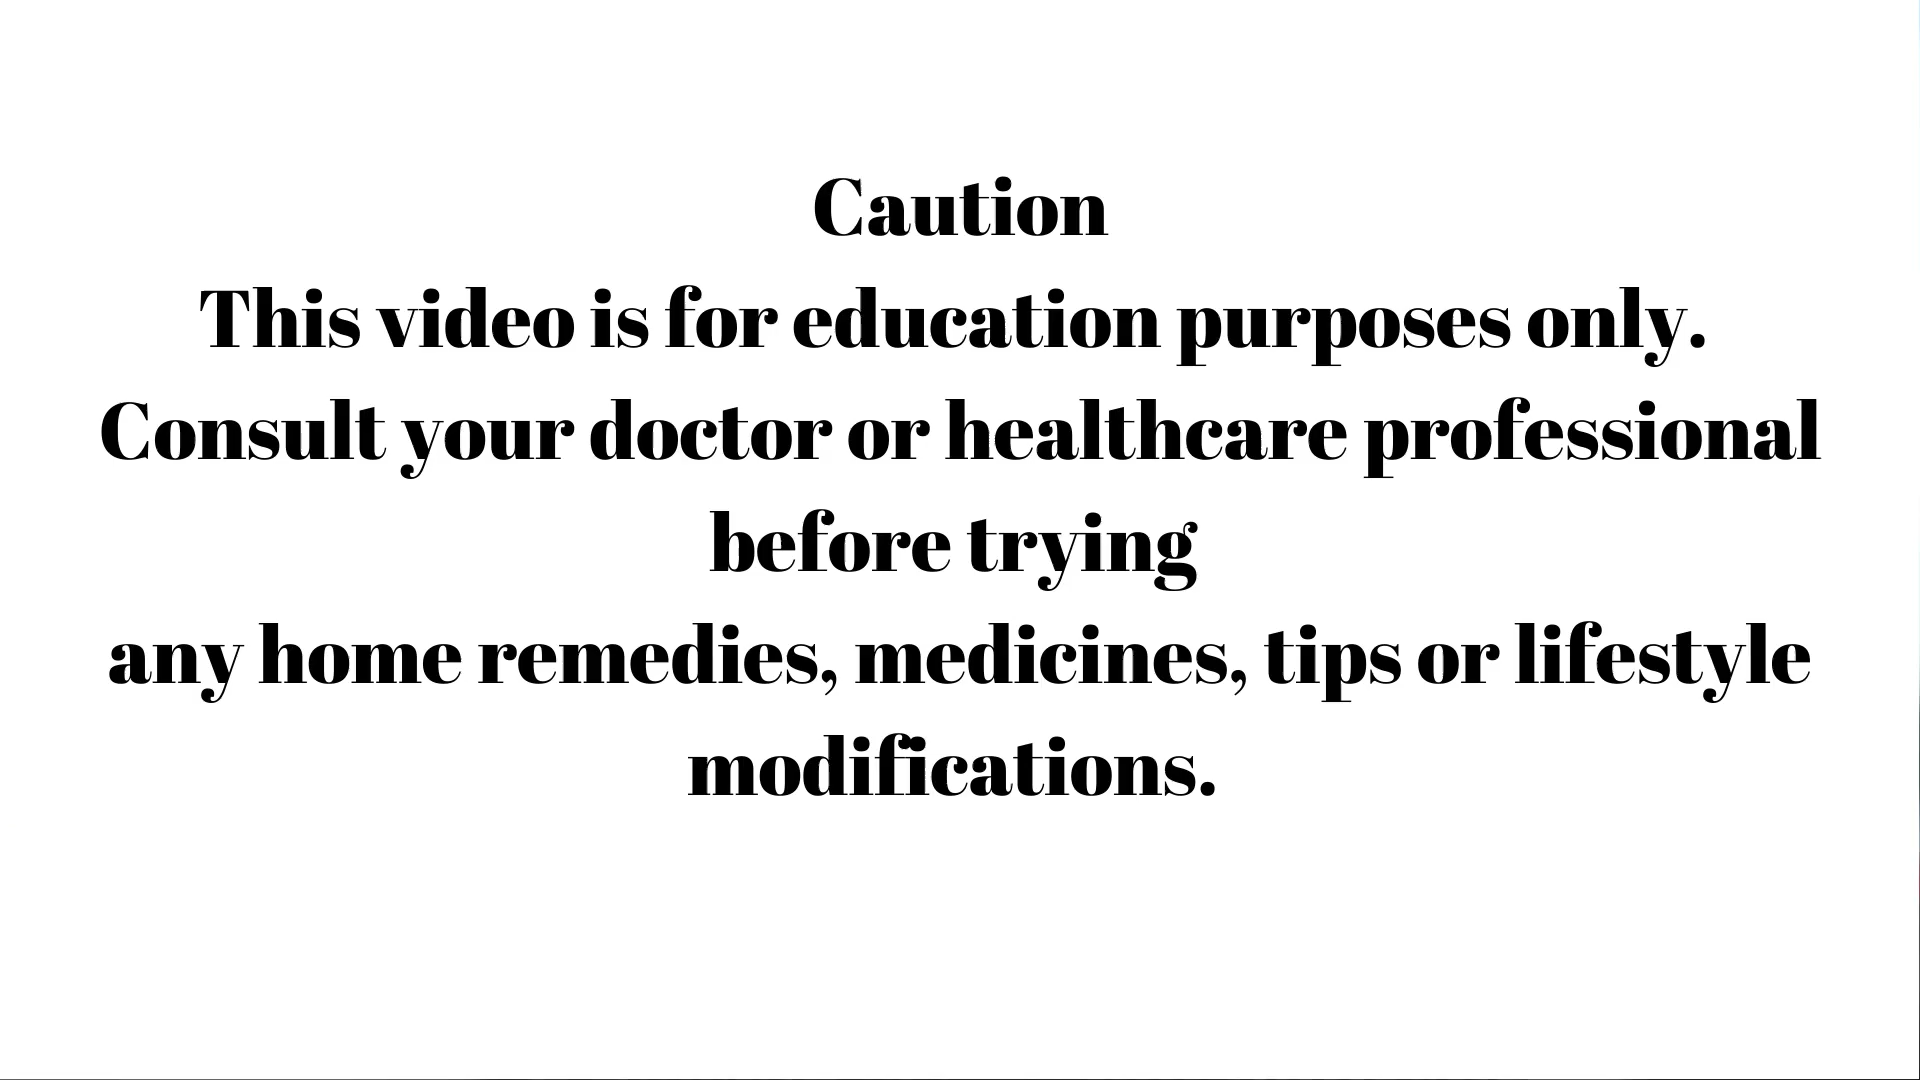 Caution
This video is for education purposes only.
Consult your doctor or healthcare professional
before trying
any home remedies, medicines, tips or lifestyle
modifications.